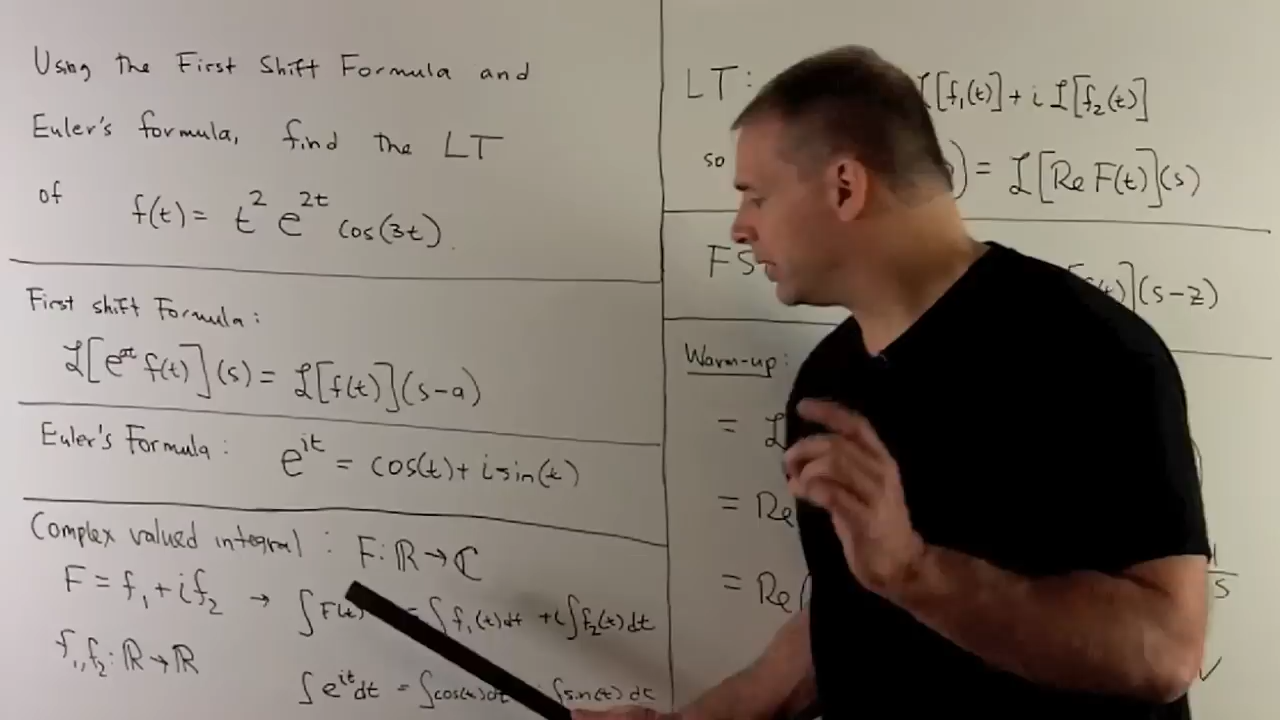 Using the First Shift Formula and
Euler's formula, find the LT
of f(t) = t² e^{2t} cos(3t).
First shift Formula:
ℒ[e^{at} f(t)](s) = ℒ[f(t)](s-a)
Euler's Formula: e^{it} = cos(t) + i sin(t)
Complex valued integral: F: ℝ → ℂ
F = f₁ + i f₂ → ∫F(t) = ∫f₁(t)dt + i∫f₂(t)dt
f₁, f₂: ℝ → ℝ
∫e^{it}dt = ∫cos(t)dt ∫sin(t)dt
LT: ℒ[f₁(t)] + i ℒ[f₂(t)]
so ) = ℒ[Re F(t)](s)
FS ](s-z)
Warm-up:
= ℒ
= Re
= Re